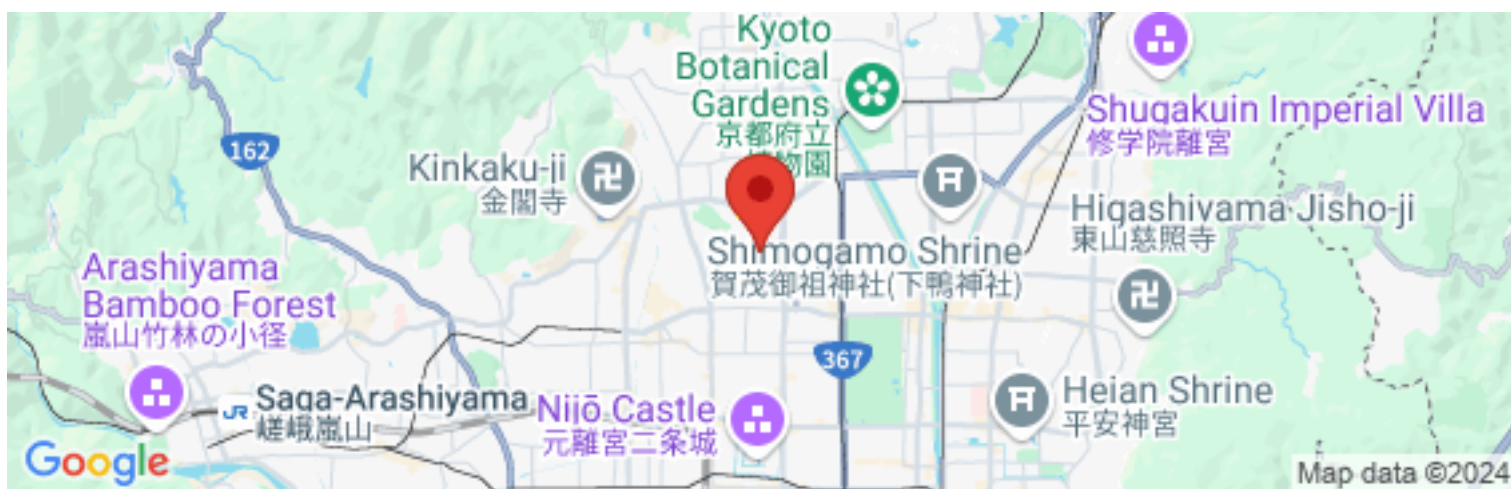 Kyoto
Botanical
Gardens
京都府立
植物園
Shugakuin Imperial Villa
修学院離宮
162
Kinkaku-ji
金閣寺
Higashiyama Jisho-ji
東山慈照寺
Shimogamo Shrine
賀茂御祖神社(下鴨神社)
Arashiyama
Bamboo Forest
嵐山竹林の小径
367
JR Saga-Arashiyama
嵯峨嵐山
Nijō Castle
元離宮二条城
Heian Shrine
平安神宮
Google
Map data ©2024